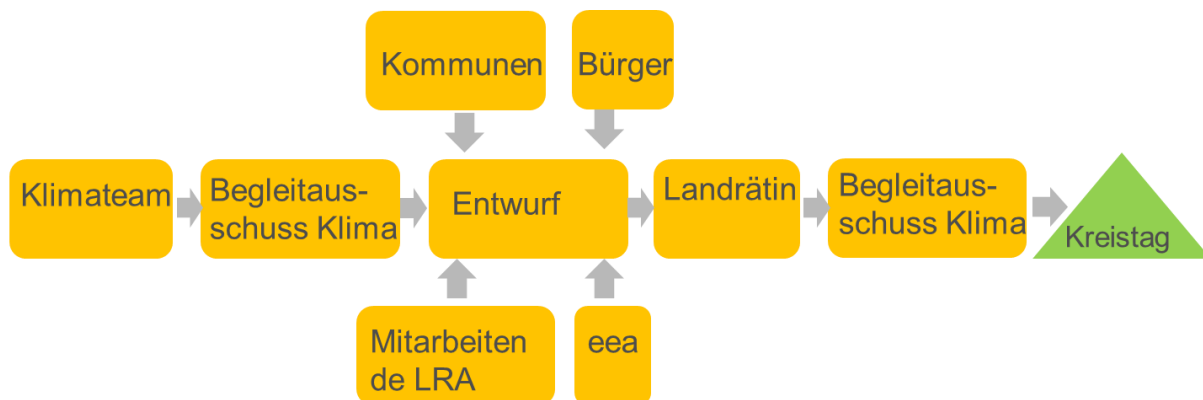 Kommunen
Bürger
Klimateam
Begleitaus-
schuss Klima
Entwurf
Landrätin
Begleitaus-
schuss Klima
Kreistag
Mitarbeiten
de LRA
eea